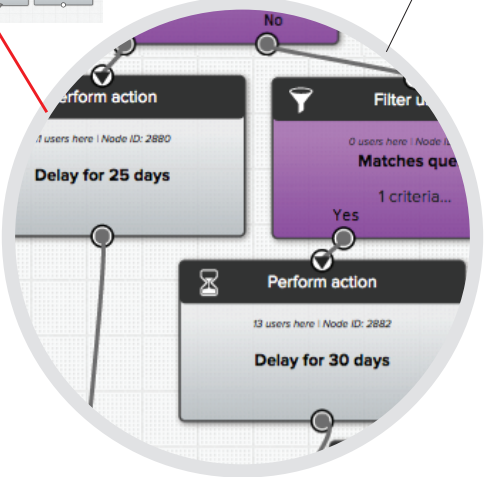 No
Perform action
users here | Node ID: 2880
Delay for 25 days
Filter
0 users here | Node
Matches que
1 criteria...
Yes
Perform action
13 users here | Node ID: 2882
Delay for 30 days